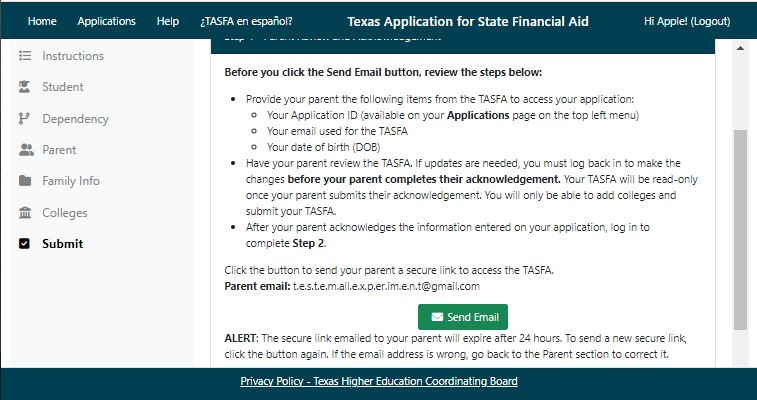 Home Applications Help ¿TASFA en español? Texas Application for State Financial Aid Hi Apple! (Logout)
Instructions
Student
Dependency
Parent
Family Info
Colleges
Submit
Step 1 - Parent Review and Acknowledgement
Before you click the Send Email button, review the steps below:
• Provide your parent the following items from the TASFA to access your application:
◦ Your Application ID (available on your Applications page on the top left menu)
◦ Your email used for the TASFA
◦ Your date of birth (DOB)
• Have your parent review the TASFA. If updates are needed, you must log back in to make the
changes before your parent completes their acknowledgement. Your TASFA will be read-only
once your parent submits their acknowledgement. You will only be able to add colleges and
submit your TASFA.
• After your parent acknowledges the information entered on your application, log in to
complete Step 2.
Click the button to send your parent a secure link to access the TASFA.
Parent email: t.e.s.t.e.m.ail.e.x.p.er.im.e.n.t@gmail.com
Send Email
ALERT: The secure link emailed to your parent will expire after 24 hours. To send a new secure link,
click the button again. If the email address is wrong, go back to the Parent section to correct it.
Privacy Policy - Texas Higher Education Coordinating Board